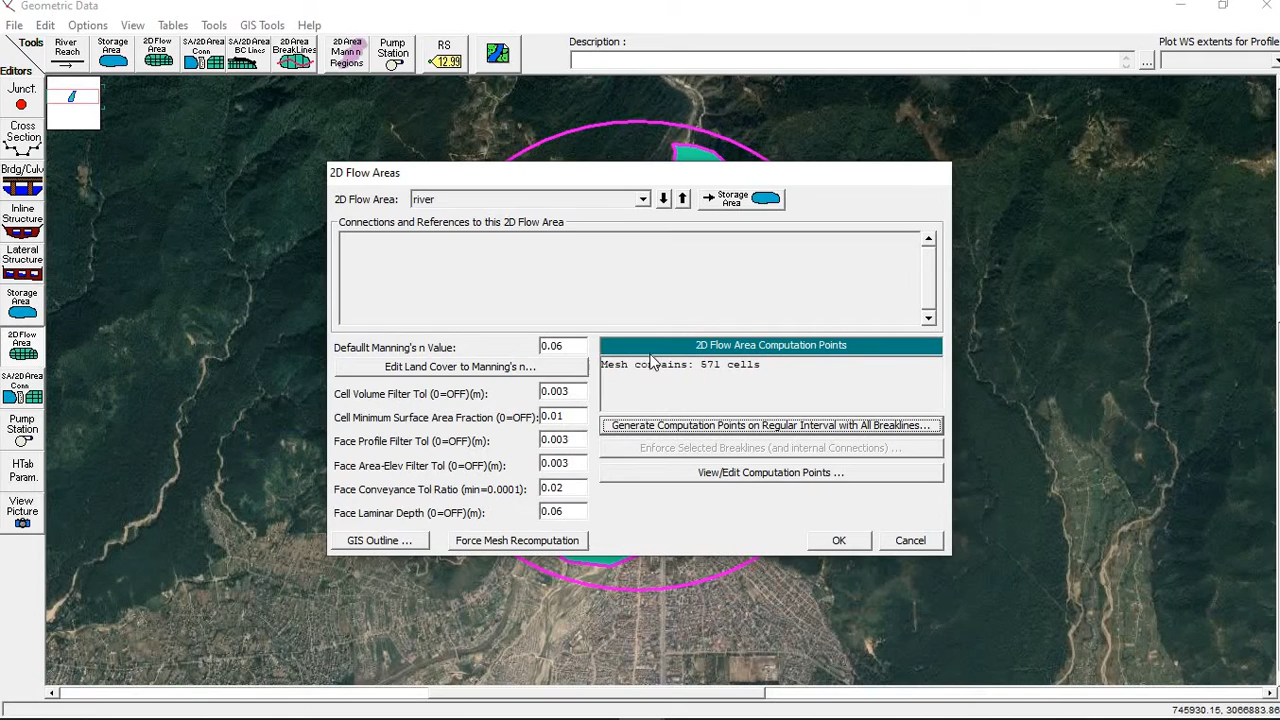 Geometric Data
File Edit Options View Tables Tools GIS Tools Help
Tools
River Reach
Storage Area
2D Flow Area
SA/2D Area Conn
SA/2D Area BC Lines
2D Area BreakLines
2D Area Mann n Regions
Pump Station
RS
12.99
Description :
...
Plot WS extents for Profile
Editors
Junct.
Cross Section
Brdg/Culv
Inline Structure
Lateral Structure
Storage Area
2D Flow Area
SA/2D Area Conn
Pump Station
HTab Param.
View Picture
2D Flow Areas
2D Flow Area: river
Storage Area
Connections and References to this 2D Flow Area
Defaullt Manning's n Value: 0.06
Edit Land Cover to Manning's n...
Cell Volume Filter Tol (0=OFF)(m): 0.003
Cell Minimum Surface Area Fraction (0=OFF): 0.01
Face Profile Filter Tol (0=OFF)(m): 0.003
Face Area-Elev Filter Tol (0=OFF)(m): 0.003
Face Conveyance Tol Ratio (min=0.0001): 0.02
Face Laminar Depth (0=OFF)(m): 0.06
2D Flow Area Computation Points
Mesh contains: 571 cells
Generate Computation Points on Regular Interval with All Breaklines...
Enforce Selected Breaklines (and internal Connections) ...
View/Edit Computation Points ...
GIS Outline ...
Force Mesh Recomputation
OK
Cancel
745930.15, 3066883.86